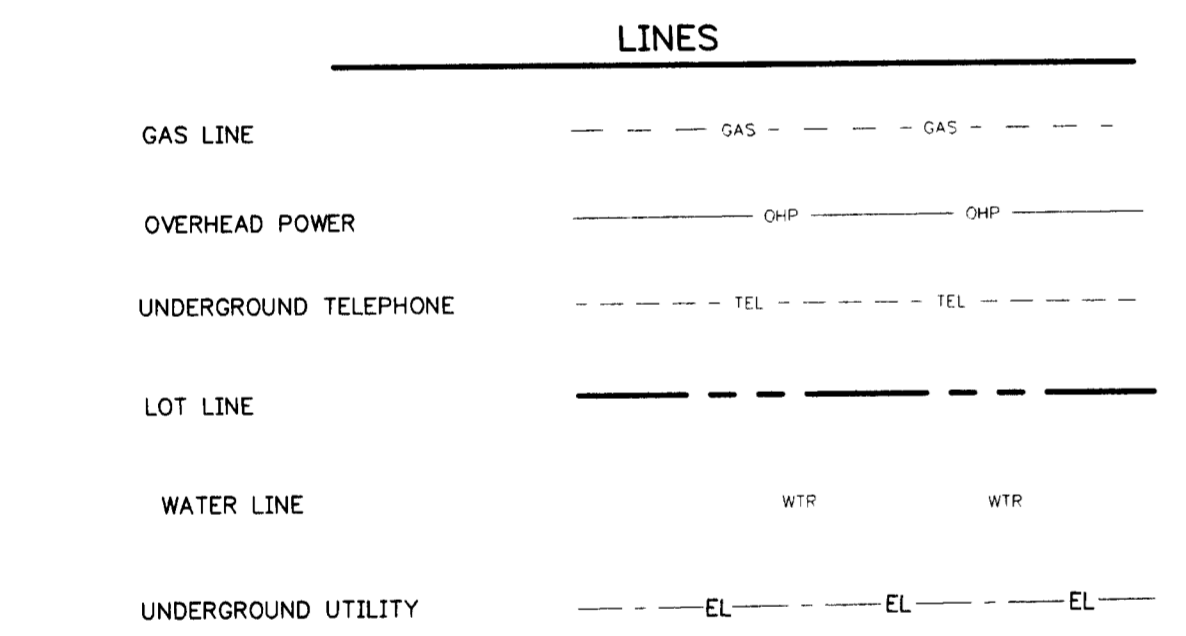 LINES
GAS LINE GAS GAS
OVERHEAD POWER OHP OHP
UNDERGROUND TELEPHONE TEL TEL
LOT LINE
WATER LINE WTR WTR
UNDERGROUND UTILITY EL EL EL